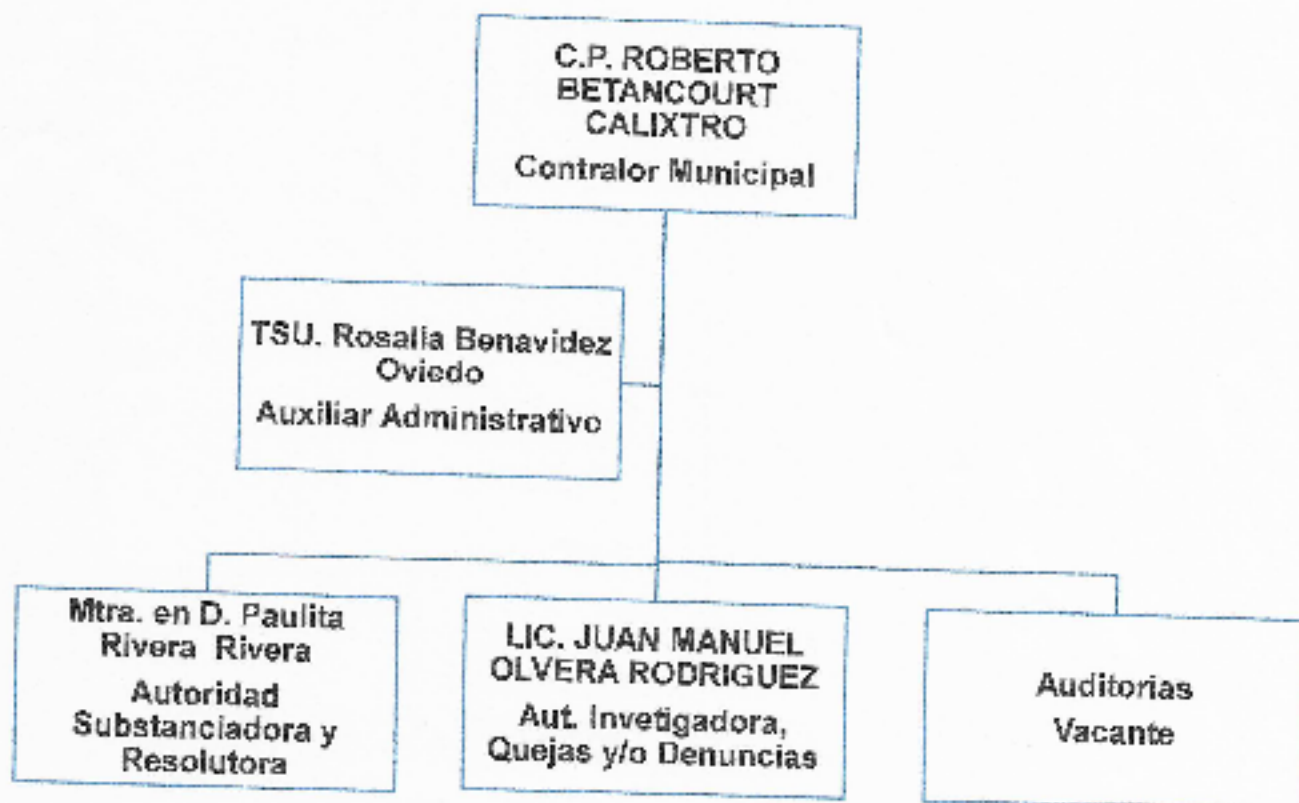 C.P. ROBERTO
BETANCOURT
CALIXTRO
Contralor Municipal
TSU. Rosalia Benavidez
Oviedo
Auxiliar Administrativo
Mtra. en D. Paulita
Rivera Rivera
Autoridad
Substanciadora y
Resolutora
LIC. JUAN MANUEL
OLVERA RODRIGUEZ
Aut. Invetigadora,
Quejas y/o Denuncias
Auditorias
Vacante